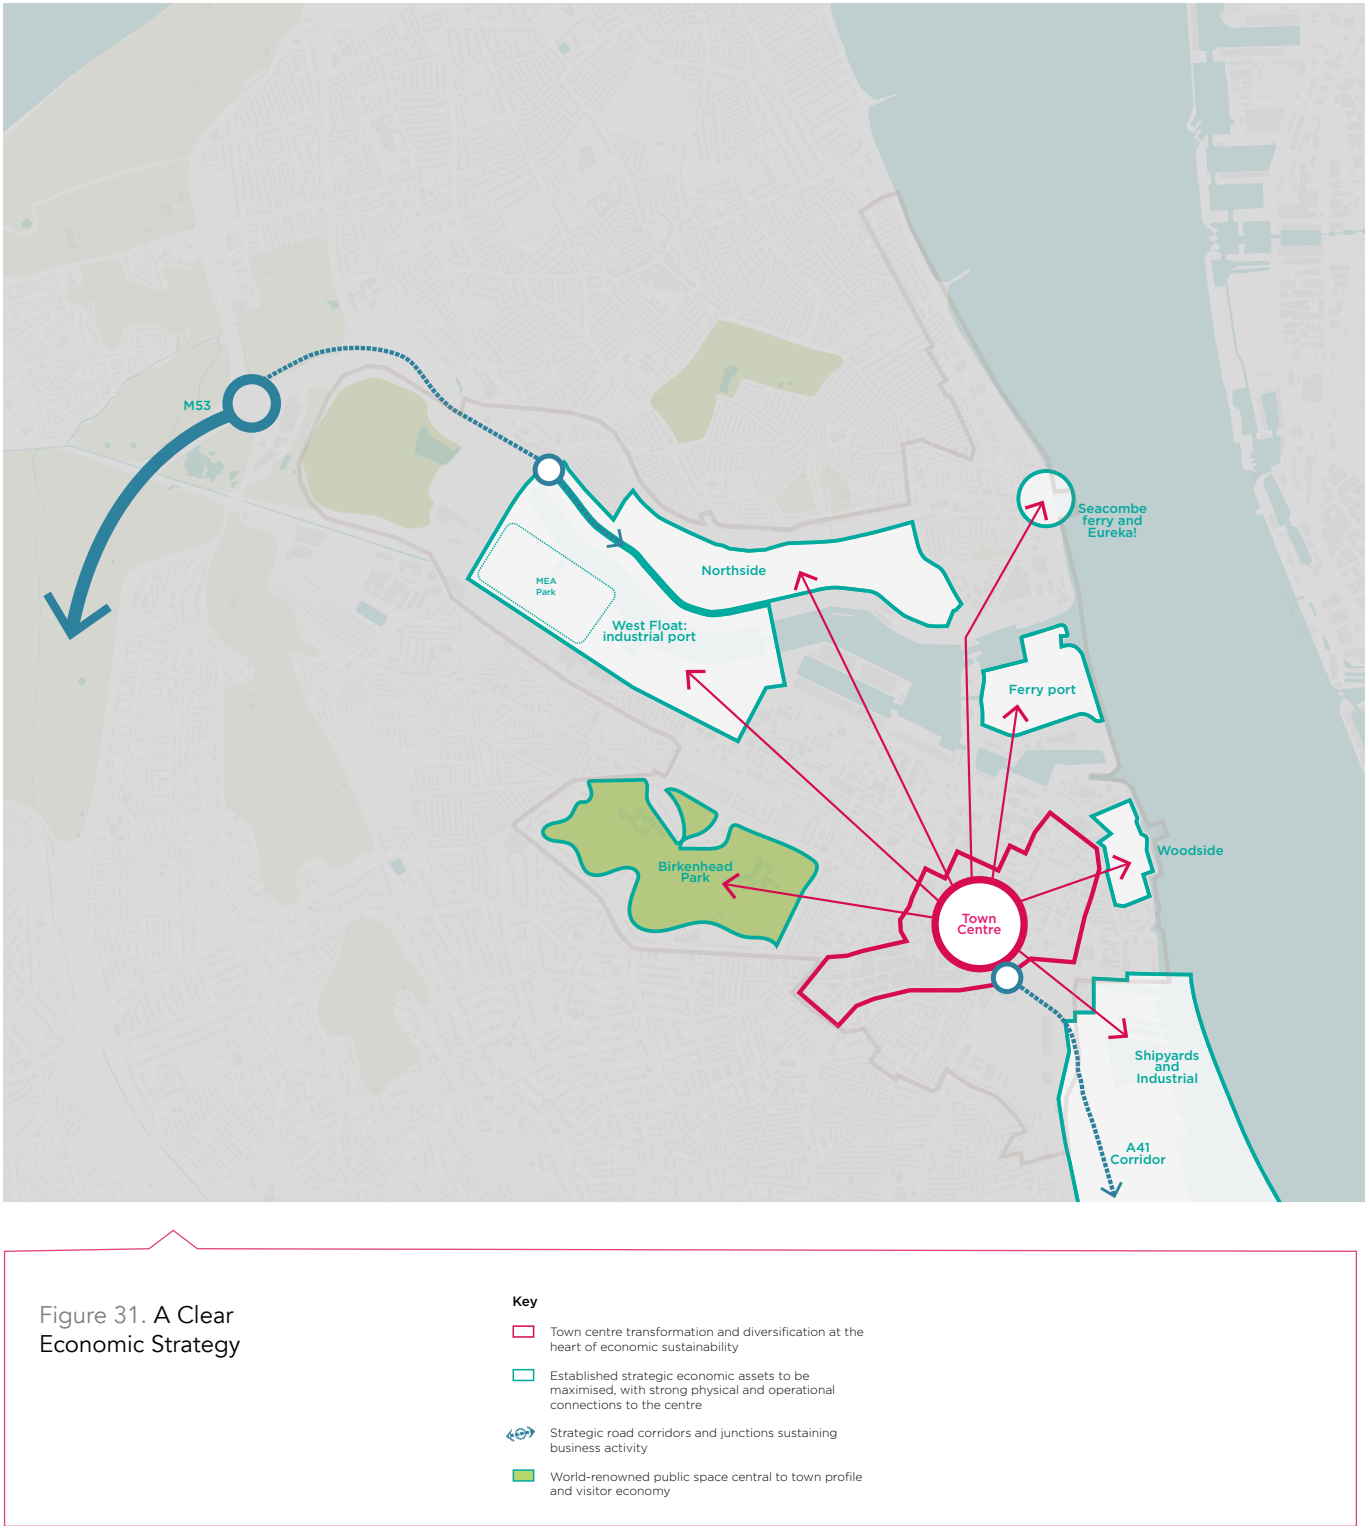 M53
Seacombe
ferry and
Eureka!
Northside
MEA
Park
West Float:
industrial port
Ferry port
Woodside
Birkenhead
Park
Town
Centre
Shipyards
and
Industrial
A41
Corridor
Figure 31. A Clear
Economic Strategy
Key
Town centre transformation and diversification at the
heart of economic sustainability
Established strategic economic assets to be
maximised, with strong physical and operational
connections to the centre
Strategic road corridors and junctions sustaining
business activity
World-renowned public space central to town profile
and visitor economy